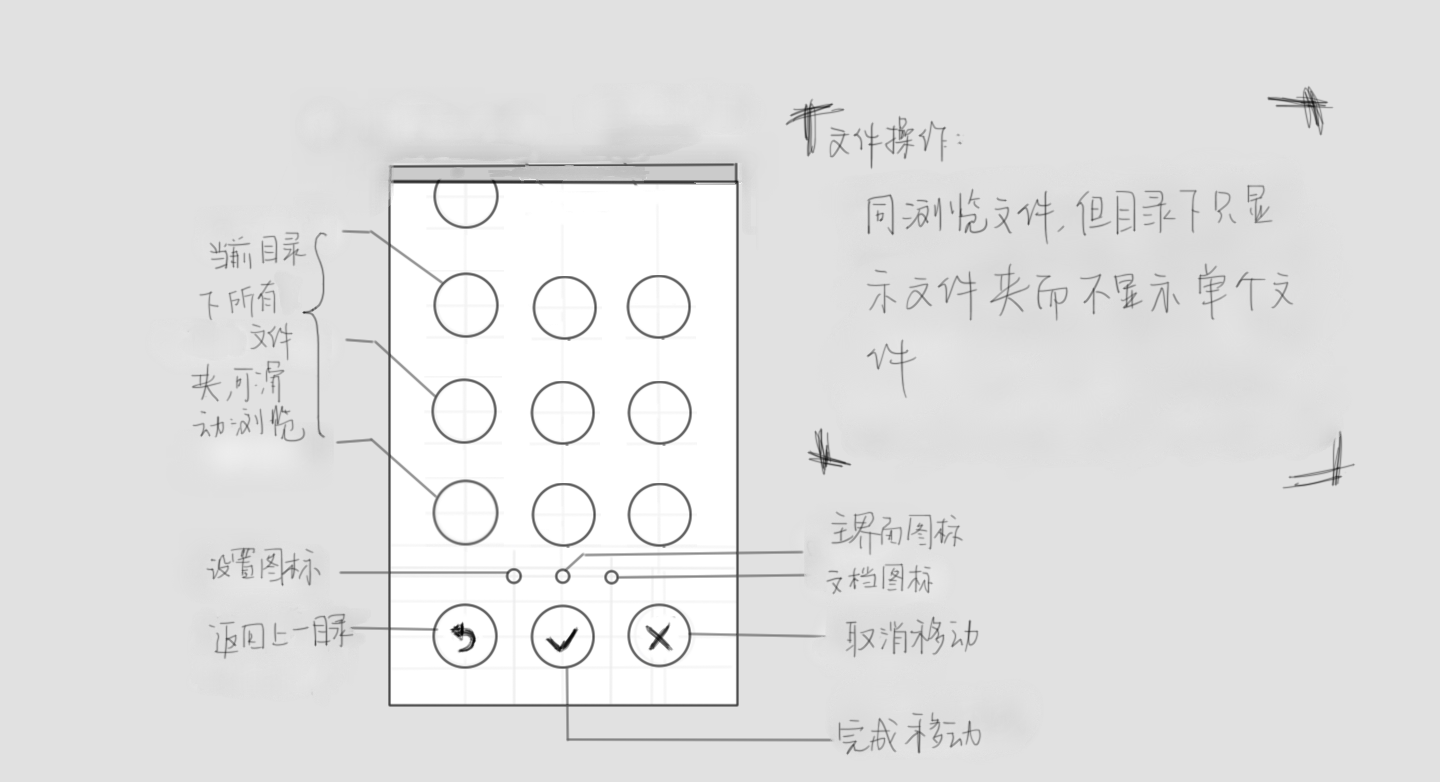 文件操作:
同浏览文件,但目录下只显
示文件夹而不显示单个文
件
当前目录
下所有
文件
夹,可滑
动浏览
设置图标
返回上一目录
主界面图标
文档图标
取消移动
完成移动